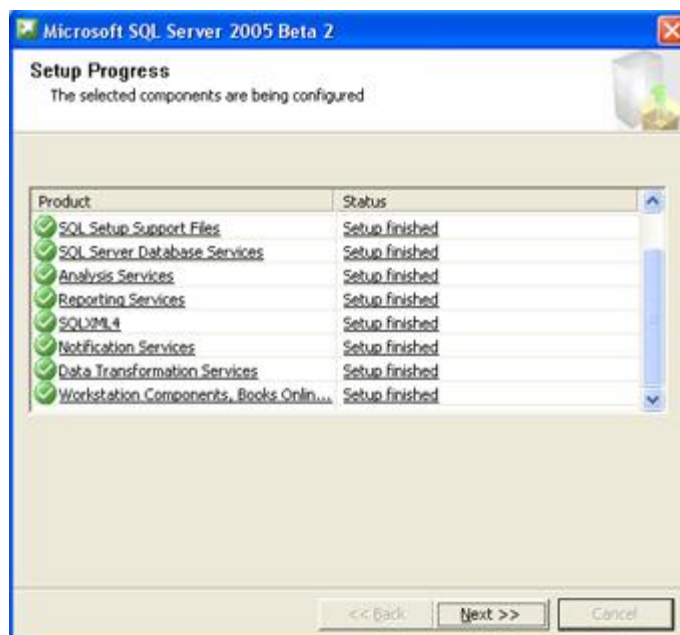 Microsoft SQL Server 2005 Beta 2
Setup Progress
The selected components are being configured
Product Status
SQL Setup Support Files Setup finished
SQL Server Database Services Setup finished
Analysis Services Setup finished
Reporting Services Setup finished
SQLXML4 Setup finished
Notification Services Setup finished
Data Transformation Services Setup finished
Workstation Components, Books Onlin... Setup finished
<< Back Next >> Cancel